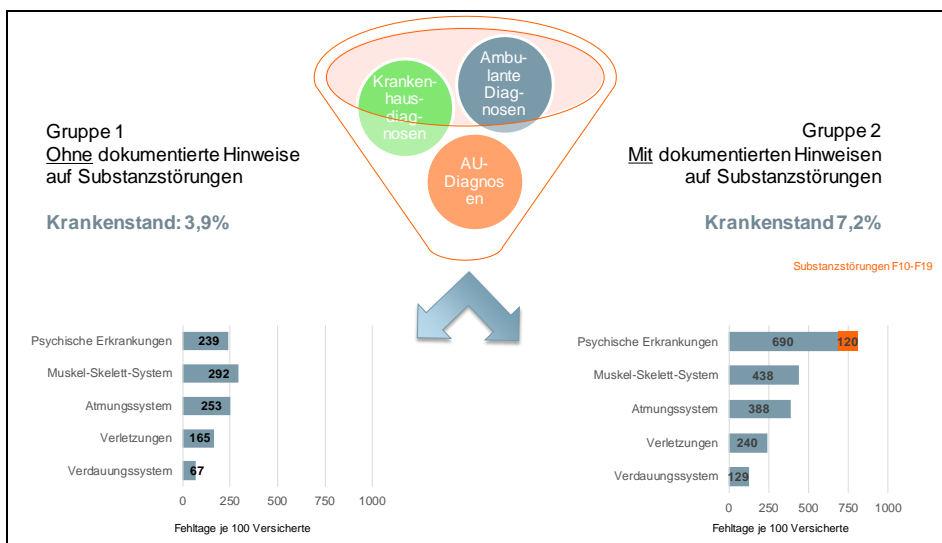 Kranken-
haus-
diagnosen
Ambu-
lante
Diag-
nosen
AU-
Diagnos
en
Gruppe 1
Ohne dokumentierte Hinweise
auf Substanzstörungen
Krankenstand: 3,9%
Gruppe 2
Mit dokumentierten Hinweisen
auf Substanzstörungen
Krankenstand 7,2%
Substanzstörungen F10-F19
Psychische Erkrankungen 239
Muskel-Skelett-System 292
Atmungssystem 253
Verletzungen 165
Verdauungssystem 67
0 250 500 750 1000
Fehltage je 100 Versicherte
Psychische Erkrankungen 690 120
Muskel-Skelett-System 438
Atmungssystem 388
Verletzungen 240
Verdauungssystem 129
0 250 500 750 1000
Fehltage je 100 Versicherte